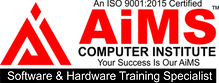 An ISO 9001:2015 Certified
AiMS
COMPUTER INSTITUTE
Your Success Is Our AiMS
Software & Hardware Training Specialist